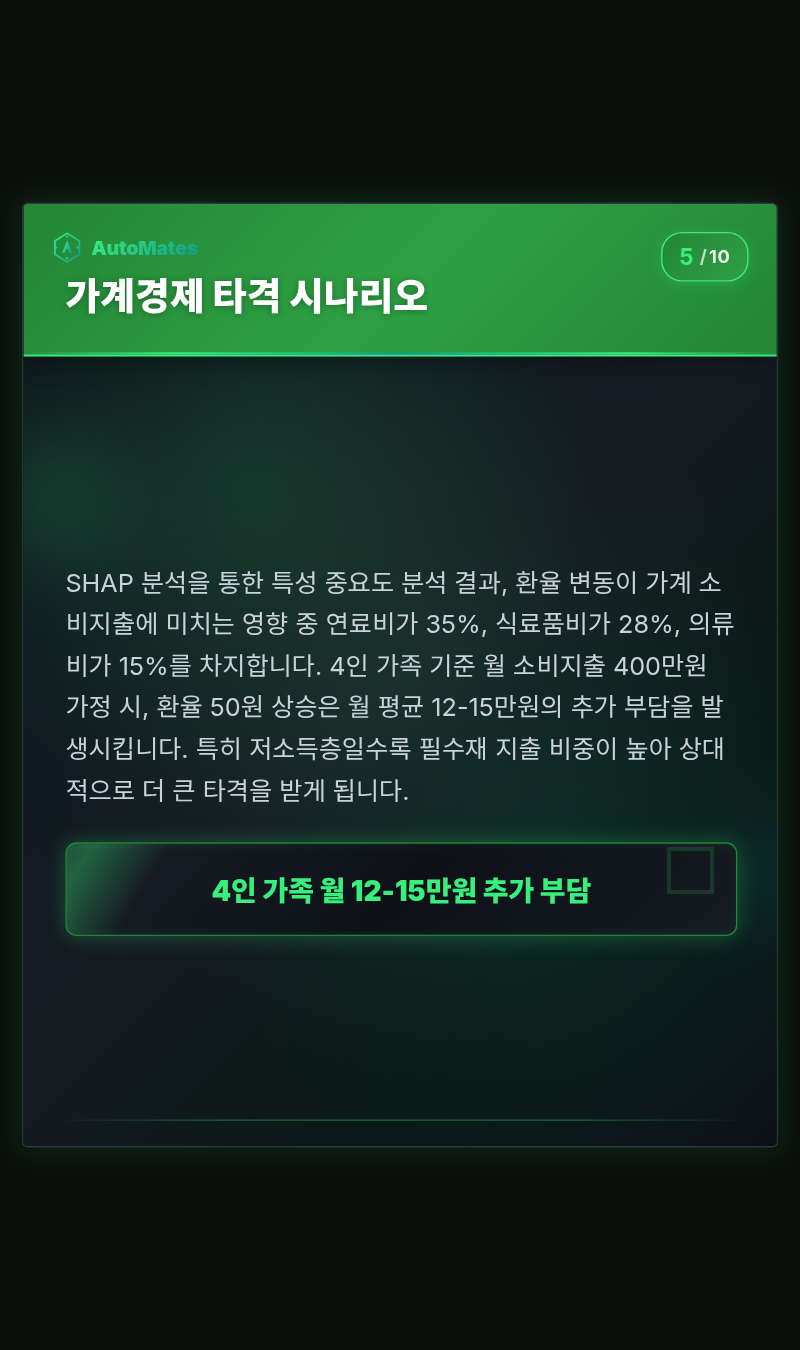 AutoMates
5 /10
가계경제 타격 시나리오
SHAP 분석을 통한 특성 중요도 분석 결과, 환율 변동이 가계 소
비지출에 미치는 영향 중 연료비가 35%, 식료품비가 28%, 의류
비가 15%를 차지합니다. 4인 가족 기준 월 소비지출 400만원
가정 시, 환율 50원 상승은 월 평균 12-15만원의 추가 부담을 발
생시킵니다. 특히 저소득층일수록 필수재 지출 비중이 높아 상대
적으로 더 큰 타격을 받게 됩니다.
4인 가족 월 12-15만원 추가 부담